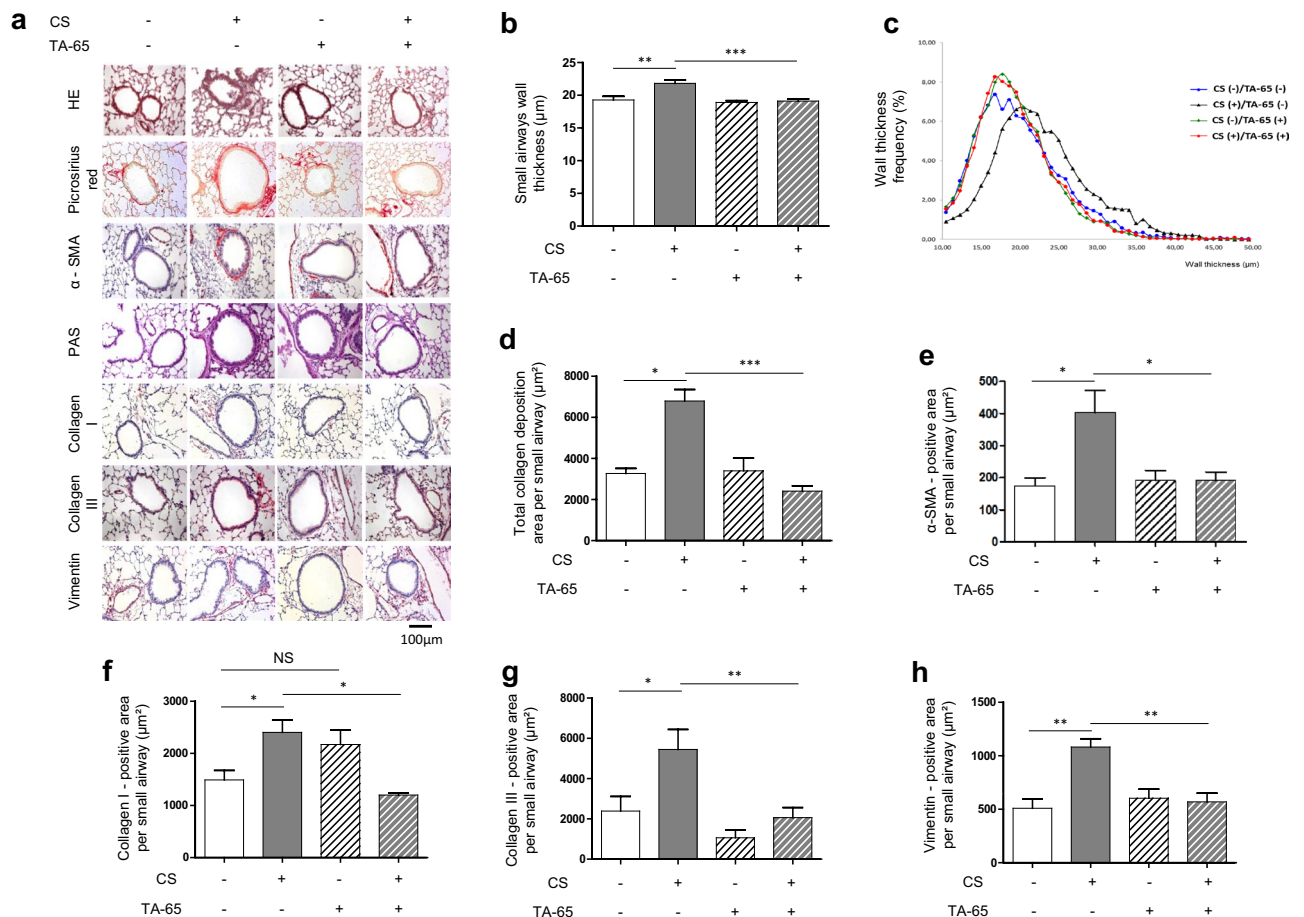 a
CS - + - +
TA-65 - - + +
HE
Picrosirius
red
α - SMA
PAS
Collagen
I
Collagen
III
Vimentin
100µm
b
Small airways wall
thickness (µm)
25
20
15
10
5
0
** ***
CS - + - +
TA-65 - - + +
c
Wall thickness
frequency (%)
10,00
8,00
6,00
4,00
2,00
0,00
10,00 15,00 20,00 25,00 30,00 35,00 40,00 45,00 50,00
Wall thickness (µm)
CS (-)/TA-65 (-)
CS (+)/TA-65 (-)
CS (-)/TA-65 (+)
CS (+)/TA-65 (+)
d
Total collagen deposition
area per small airway (µm²)
8000
6000
4000
2000
0
* ***
CS - + - +
TA-65 - - + +
e
α-SMA - positive area
per small airway (µm²)
500
400
300
200
100
0
* *
CS - + - +
TA-65 - - + +
f
Collagen I - positive area
per small airway (µm²)
3000
2000
1000
0
NS
* *
CS - + - +
TA-65 - - + +
g
Collagen III - positive area
per small airway (µm²)
8000
6000
4000
2000
0
* **
CS - + - +
TA-65 - - + +
h
Vimentin - positive area
per small airway (µm²)
1500
1000
500
0
** **
CS - + - +
TA-65 - - + +